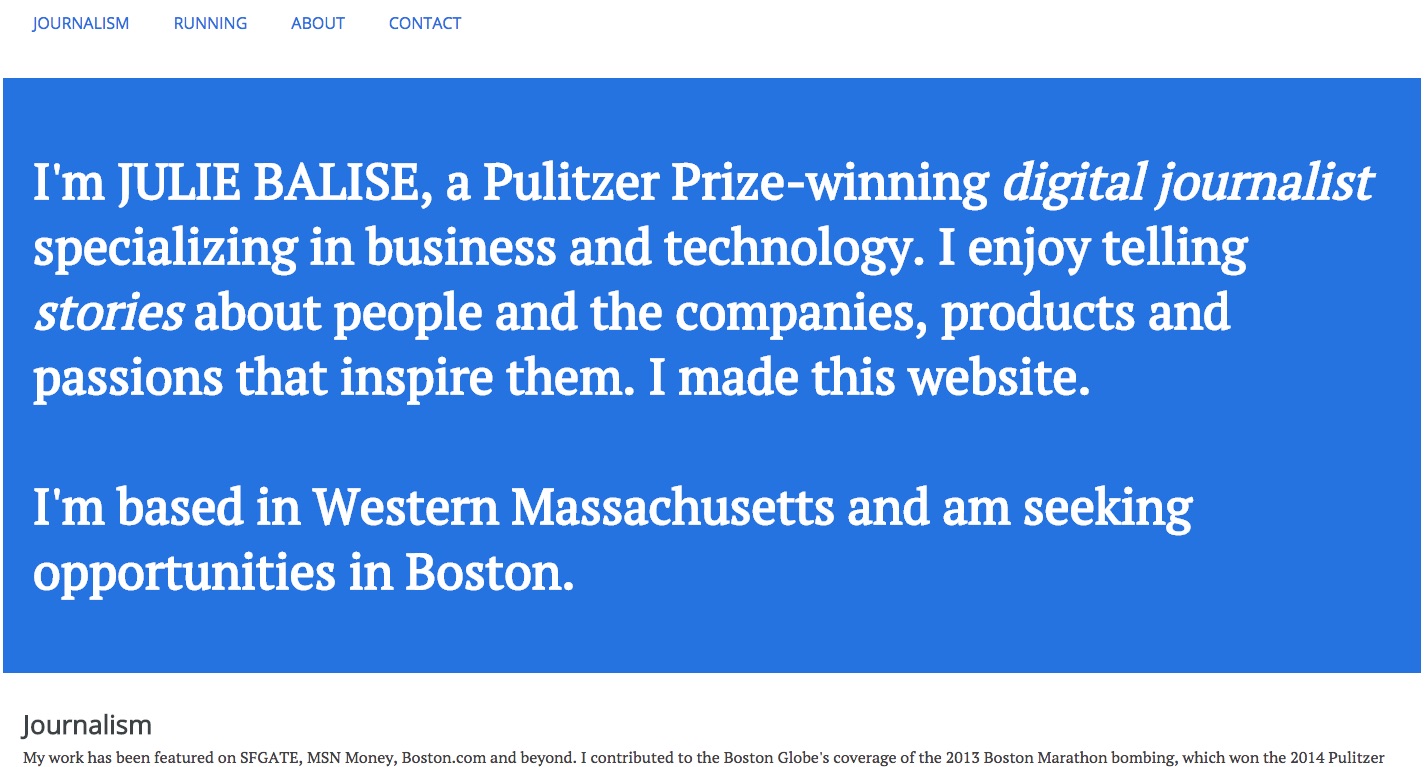 JOURNALISM RUNNING ABOUT CONTACT
I'm JULIE BALISE, a Pulitzer Prize-winning digital journalist
specializing in business and technology. I enjoy telling
stories about people and the companies, products and
passions that inspire them. I made this website.
I'm based in Western Massachusetts and am seeking
opportunities in Boston.
Journalism
My work has been featured on SFGATE, MSN Money, Boston.com and beyond. I contributed to the Boston Globe's coverage of the 2013 Boston Marathon bombing, which won the 2014 Pulitzer